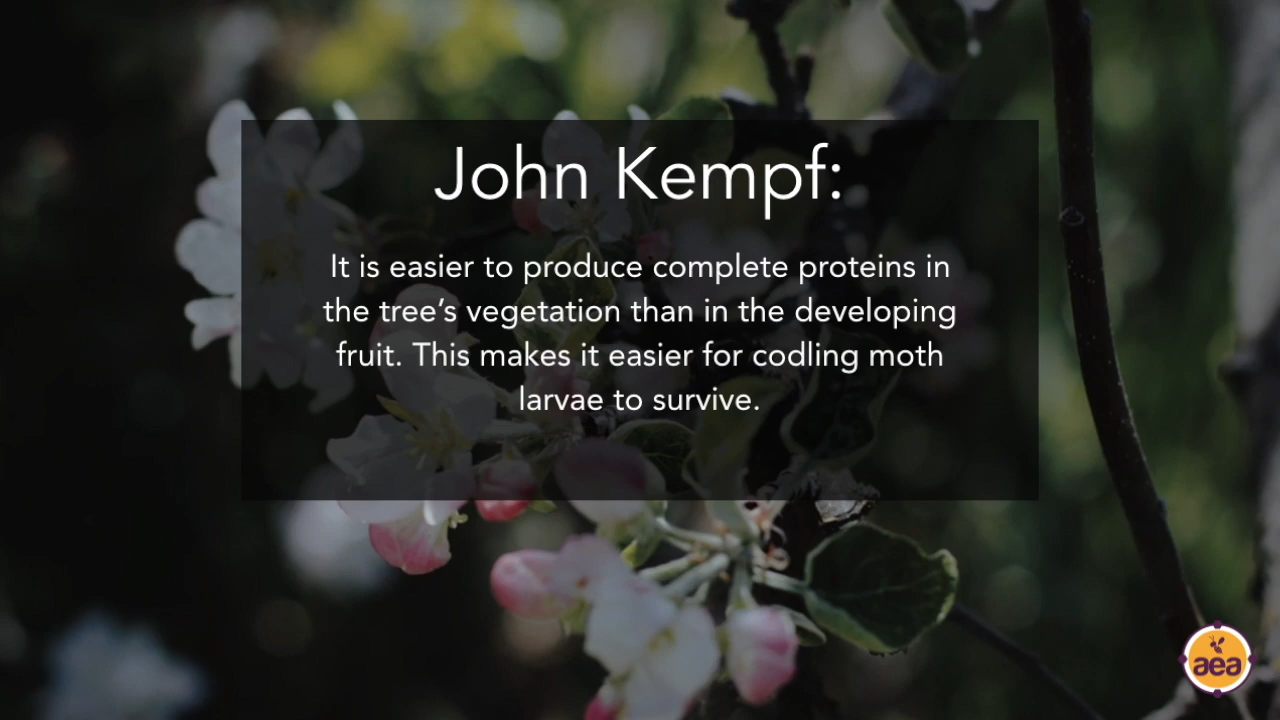 John Kempf:
It is easier to produce complete proteins in
the tree’s vegetation than in the developing
fruit. This makes it easier for codling moth
larvae to survive.
aea